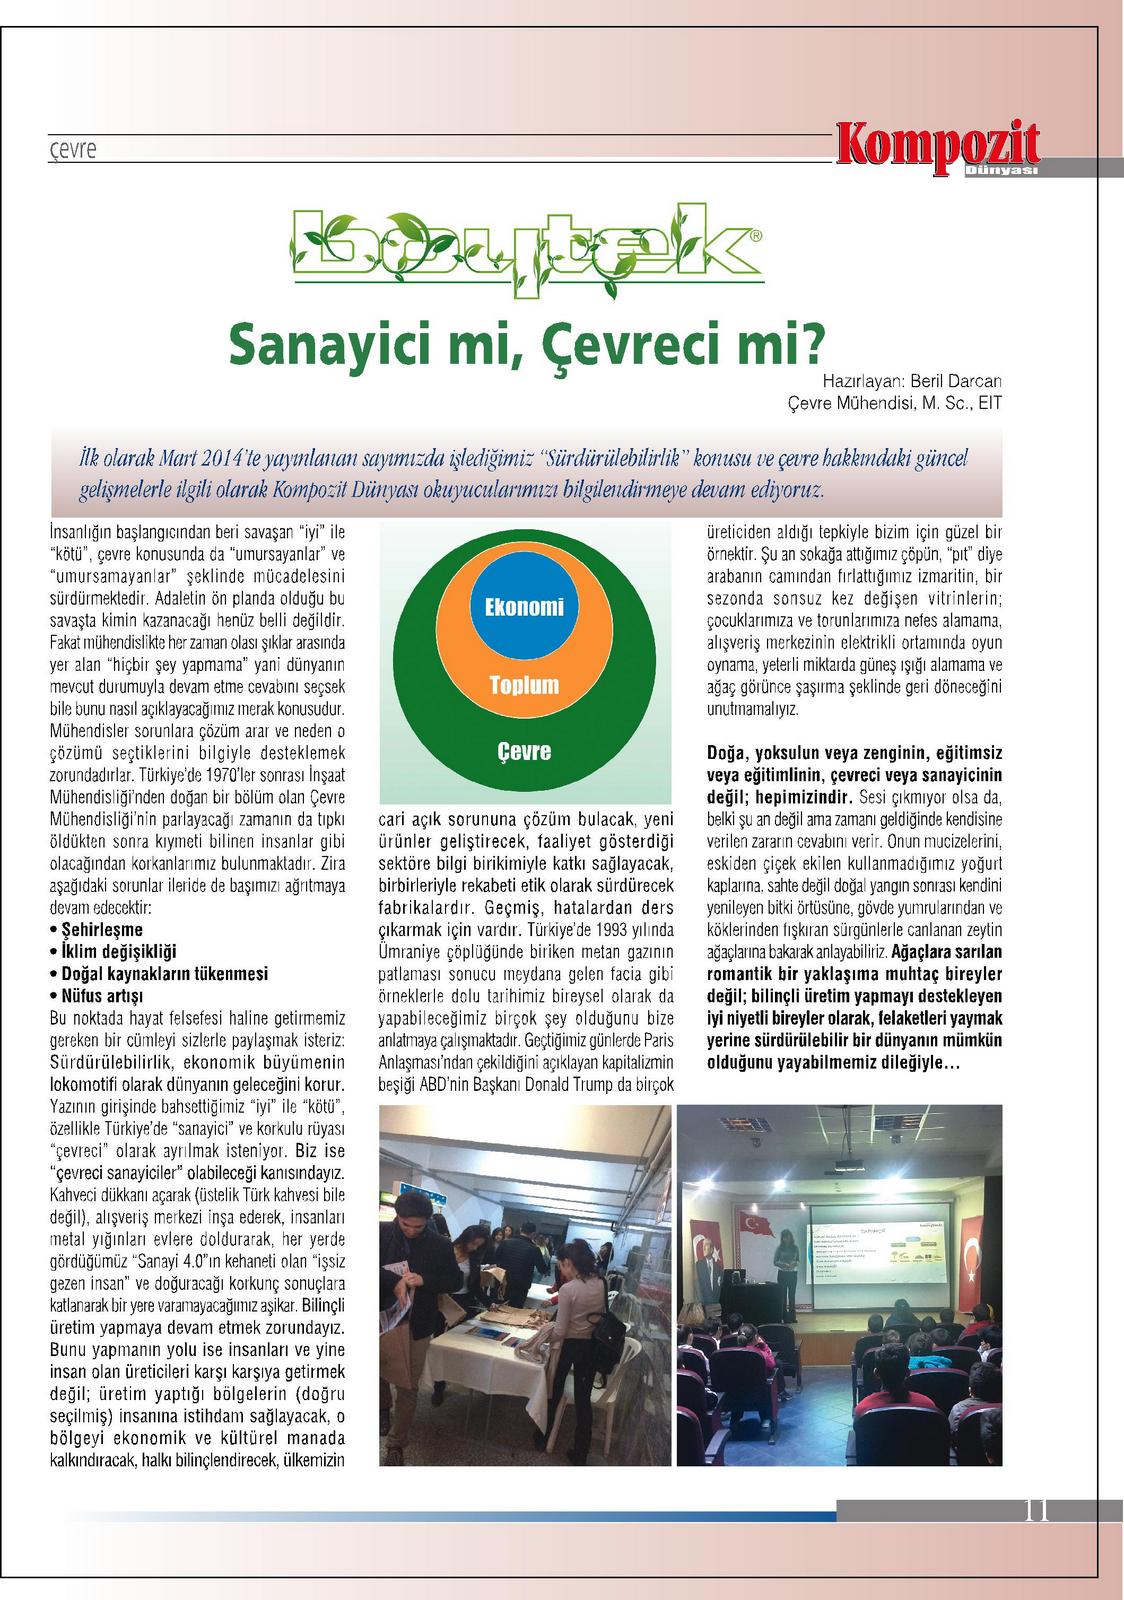 çevre
Kompozit
Dünyası
boytek®
Sanayici mi, Çevreci mi?
Hazırlayan: Beril Darcan
Çevre Mühendisi, M. Sc., EIT
İlk olarak Mart 2014'te yayınlanan sayımızda işlediğimiz "Sürdürülebilirlik" konusu ve çevre hakkındaki güncel
gelişmelerle ilgili olarak Kompozit Dünyası okuyucularımızı bilgilendirmeye devam ediyoruz.
İnsanlığın başlangıcından beri savaşan "iyi" ile
"kötü", çevre konusunda da "umursayanlar" ve
"umursamayanlar" şeklinde mücadelesini
sürdürmektedir. Adaletin ön planda olduğu bu
savaşta kimin kazanacağı henüz belli değildir.
Fakat mühendislikte her zaman olası şıklar arasında
yer alan "hiçbir şey yapmama" yani dünyanın
mevcut durumuyla devam etme cevabını seçsek
bile bunu nasıl açıklayacağımız merak konusudur.
Mühendisler sorunlara çözüm arar ve neden o
çözümü seçtiklerini bilgiyle desteklemek
zorundadırlar. Türkiye'de 1970'ler sonrası İnşaat
Mühendisliği'nden doğan bir bölüm olan Çevre
Mühendisliği'nin parlayacağı zamanın da tıpkı
öldükten sonra kıymeti bilinen insanlar gibi
olacağından korkanlarımız bulunmaktadır. Zira
aşağıdaki sorunlar ileride de başımızı ağrıtmaya
devam edecektir:
• Şehirleşme
• İklim değişikliği
• Doğal kaynakların tükenmesi
• Nüfus artışı
Bu noktada hayat felsefesi haline getirmemiz
gereken bir cümleyi sizlerle paylaşmak isteriz:
Sürdürülebilirlik, ekonomik büyümenin
lokomotifi olarak dünyanın geleceğini korur.
Yazının girişinde bahsettiğimiz "iyi" ile "kötü",
özellikle Türkiye'de "sanayici" ve korkulu rüyası
"çevreci" olarak ayrılmak isteniyor. Biz ise
"çevreci sanayiciler" olabileceği kanısındayız.
Kahveci dükkanı açarak (üstelik Türk kahvesi bile
değil), alışveriş merkezi inşa ederek, insanları
metal yığınları evlere doldurarak, her yerde
gördüğümüz "Sanayi 4.0"ın kehaneti olan "işsiz
gezen insan" ve doğuracağı korkunç sonuçlara
katlanarak bir yere varamayacağımız aşikar. Bilinçli
üretim yapmaya devam etmek zorundayız.
Bunu yapmanın yolu ise insanları ve yine
insan olan üreticileri karşı karşıya getirmek
değil; üretim yaptığı bölgelerin (doğru
seçilmiş) insanına istihdam sağlayacak, o
bölgeyi ekonomik ve kültürel manada
kalkındıracak, halkı bilinçlendirecek, ülkemizin
Ekonomi
Toplum
Çevre
cari açık sorununa çözüm bulacak, yeni
ürünler geliştirecek, faaliyet gösterdiği
sektöre bilgi birikimiyle katkı sağlayacak,
birbirleriyle rekabeti etik olarak sürdürecek
fabrikalardır. Geçmiş, hatalardan ders
çıkarmak için vardır. Türkiye'de 1993 yılında
Ümraniye çöplüğünde biriken metan gazının
patlaması sonucu meydana gelen facia gibi
örneklerle dolu tarihimiz bireysel olarak da
yapabileceğimiz birçok şey olduğunu bize
anlatmaya çalışmaktadır. Geçtiğimiz günlerde Paris
Anlaşması'ndan çekildiğini açıklayan kapitalizmin
beşiği ABD'nin Başkanı Donald Trump da birçok
üreticiden aldığı tepkiyle bizim için güzel bir
örnektir. Şu an sokağa attığımız çöpün, "pıt" diye
arabanın camından fırlattığımız izmaritin, bir
sezonda sonsuz kez değişen vitrinlerin;
çocuklarımıza ve torunlarımıza nefes alamama,
alışveriş merkezinin elektrikli ortamında oyun
oynama, yeterli miktarda güneş ışığı alamama ve
ağaç görünce şaşırma şeklinde geri döneceğini
unutmamalıyız.
Doğa, yoksulun veya zenginin, eğitimsiz
veya eğitimlinin, çevreci veya sanayicinin
değil; hepimizindir. Sesi çıkmıyor olsa da,
belki şu an değil ama zamanı geldiğinde kendisine
verilen zararın cevabını verir. Onun mucizelerini,
eskiden çiçek ekilen kullanmadığımız yoğurt
kaplarına, sahte değil doğal yangın sonrası kendini
yenileyen bitki örtüsüne, gövde yumrularından ve
köklerinden fışkıran sürgünlerle canlanan zeytin
ağaçlarına bakarak anlayabiliriz. Ağaçlara sarılan
romantik bir yaklaşıma muhtaç bireyler
değil; bilinçli üretim yapmayı destekleyen
iyi niyetli bireyler olarak, felaketleri yaymak
yerine sürdürülebilir bir dünyanın mümkün
olduğunu yayabilmemiz dileğiyle...
11